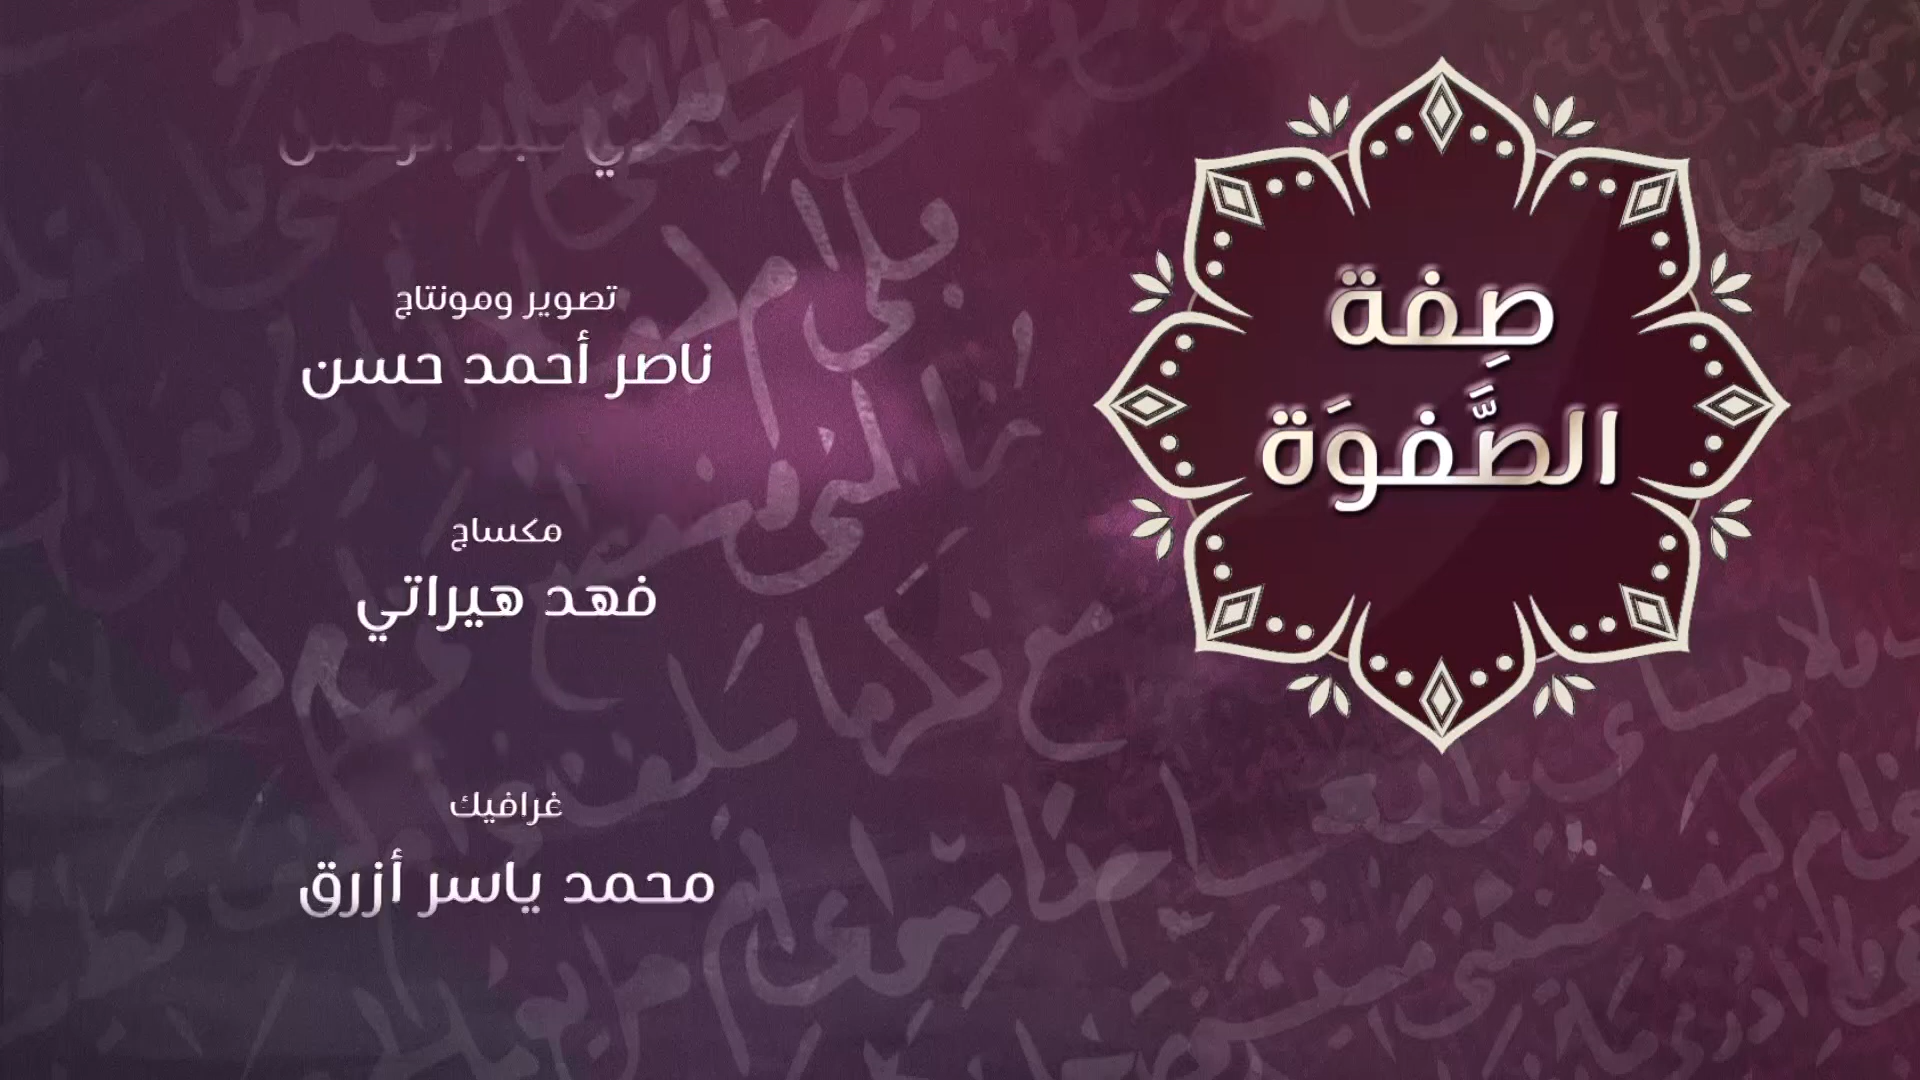 صِفة
الصَّفوَة
تصوير ومونتاج
ناصر أحمد حسن
مكساج
فهد هيراتي
غرافيك
محمد ياسر أزرق